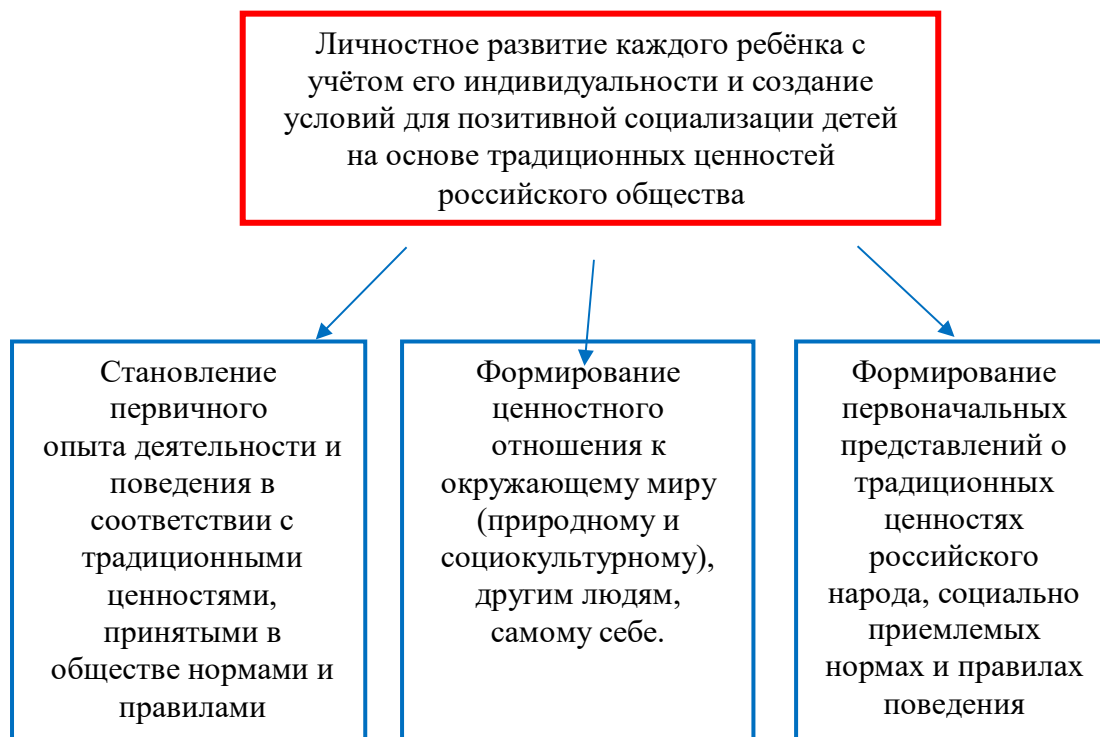 Личностное развитие каждого ребёнка с
учётом его индивидуальности и создание
условий для позитивной социализации детей
на основе традиционных ценностей
российского общества
Становление
первичного
опыта деятельности и
поведения в
соответствии с
традиционными
ценностями,
принятыми в
обществе нормами и
правилами
Формирование
ценностного
отношения к
окружающему миру
(природному и
социокультурному),
другим людям,
самому себе.
Формирование
первоначальных
представлений о
традиционных
ценностях
российского
народа, социально
приемлемых
нормах и правилах
поведения